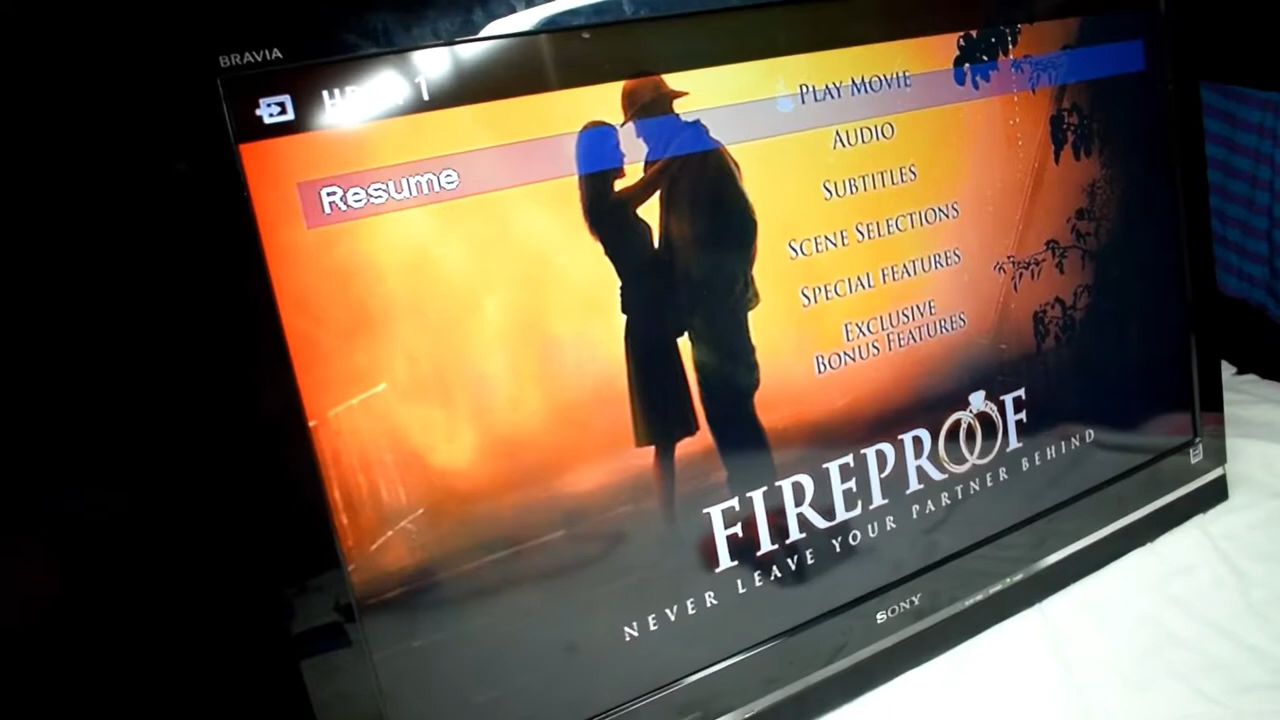 BRAVIA
Resume
PLAY MOVIE
AUDIO
SUBTITLES
SCENE SELECTIONS
SPECIAL FEATURES
EXCLUSIVE
BONUS FEATURES
FIREPROOF
NEVER LEAVE YOUR PARTNER BEHIND
SONY